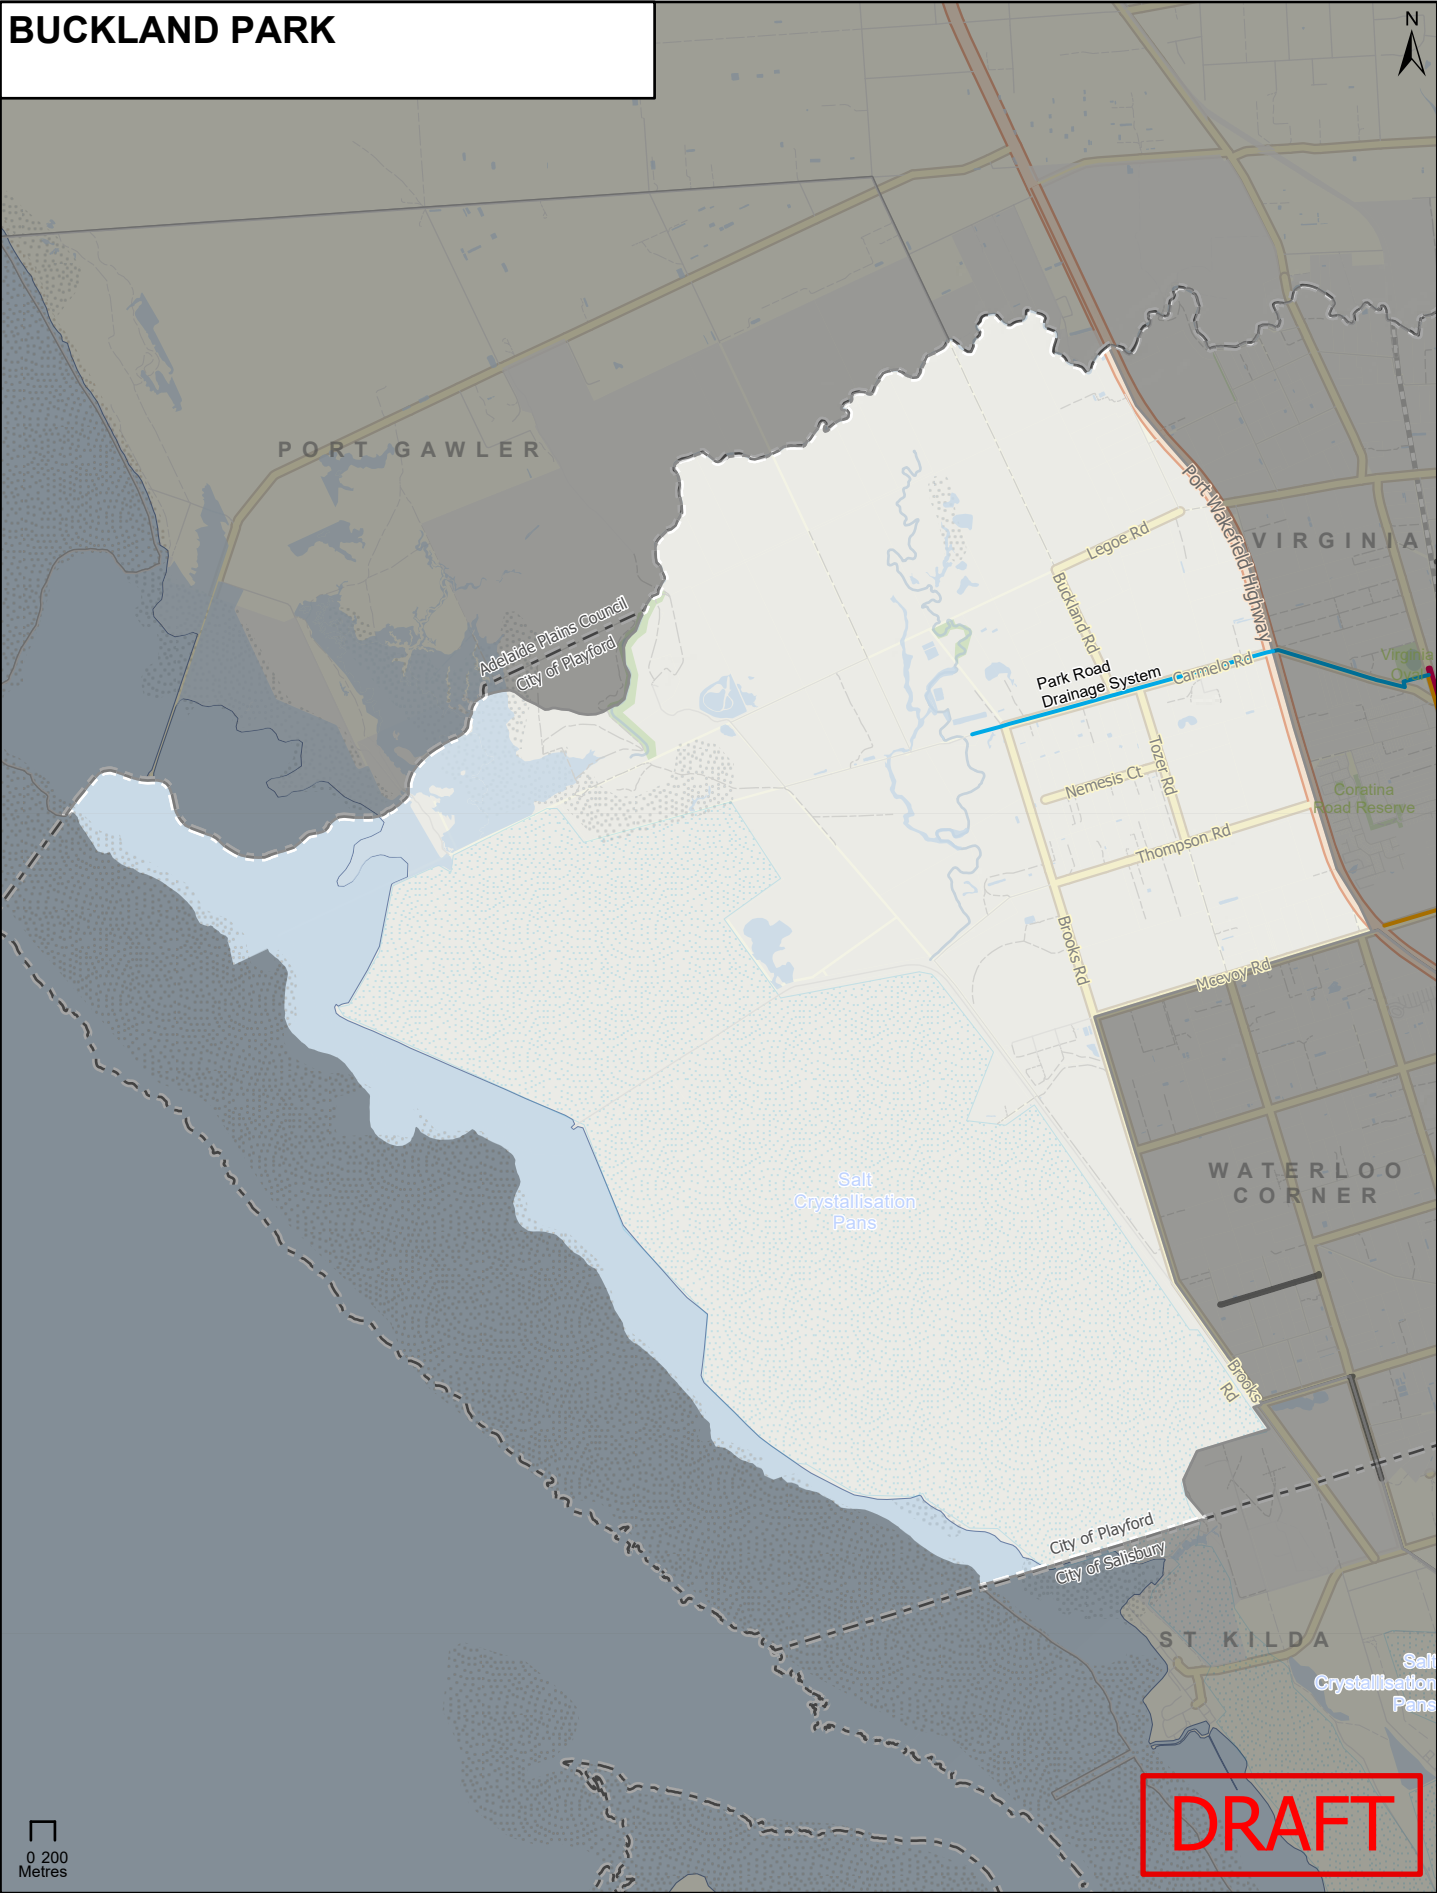 BUCKLAND PARK
N
PORT GAWLER
Port Wakefield Highway
VIRGINIA
Legoe Rd
Buckland Rd
Adelaide Plains Council
City of Playford
Park Road
Drainage System
Carmelo Rd
Virginia
Tozer Rd
Nemesis Ct
Coratina
Road Reserve
Thompson Rd
Brooks Rd
Mcevoy Rd
WATERLOO
CORNER
Salt
Crystallisation
Pans
Brooks
Rd
City of Playford
City of Salisbury
ST KILDA
Salt
Crystallisation
Pans
DRAFT
0 200
Metres